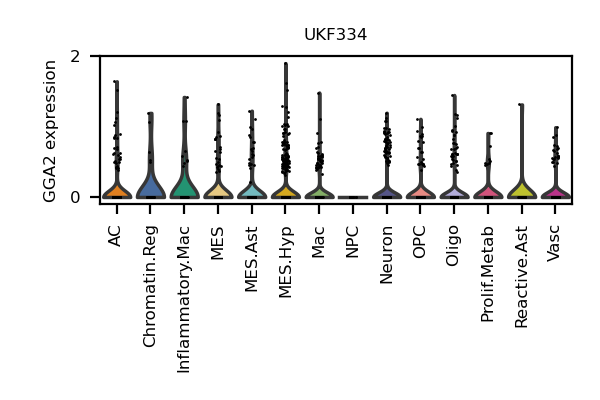 UKF334
GGA2 expression
2
0
AC
Chromatin.Reg
Inflammatory.Mac
MES
MES.Ast
MES.Hyp
Mac
NPC
Neuron
OPC
Oligo
Prolif.Metab
Reactive.Ast
Vasc